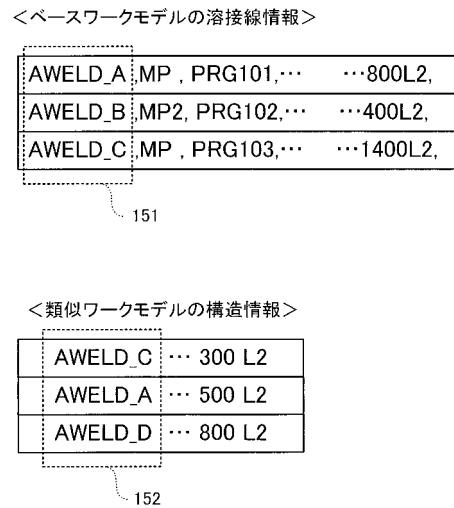 ＜ベースワークモデルの溶接線情報＞
AWELD_A ,MP , PRG101,… …800L2,
AWELD_B ,MP2, PRG102,… …400L2,
AWELD_C ,MP , PRG103,… …1400L2,
151
＜類似ワークモデルの構造情報＞
AWELD_C … 300 L2
AWELD_A … 500 L2
AWELD_D … 800 L2
152